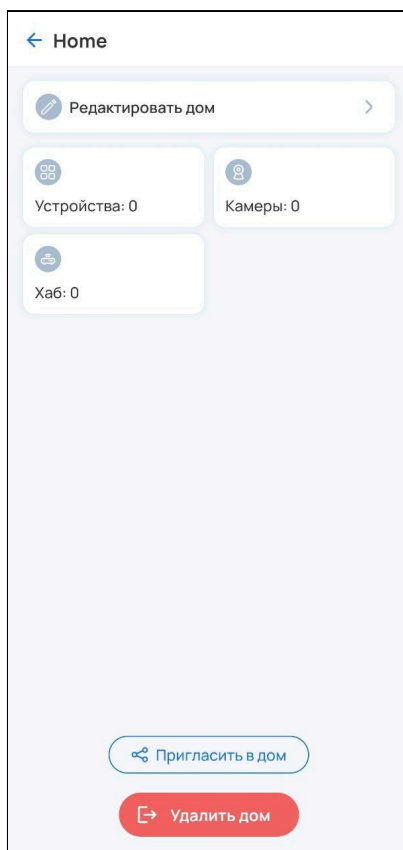 Home
Редактировать дом
Устройства: 0
Камеры: 0
Хаб: 0
Пригласить в дом
Удалить дом